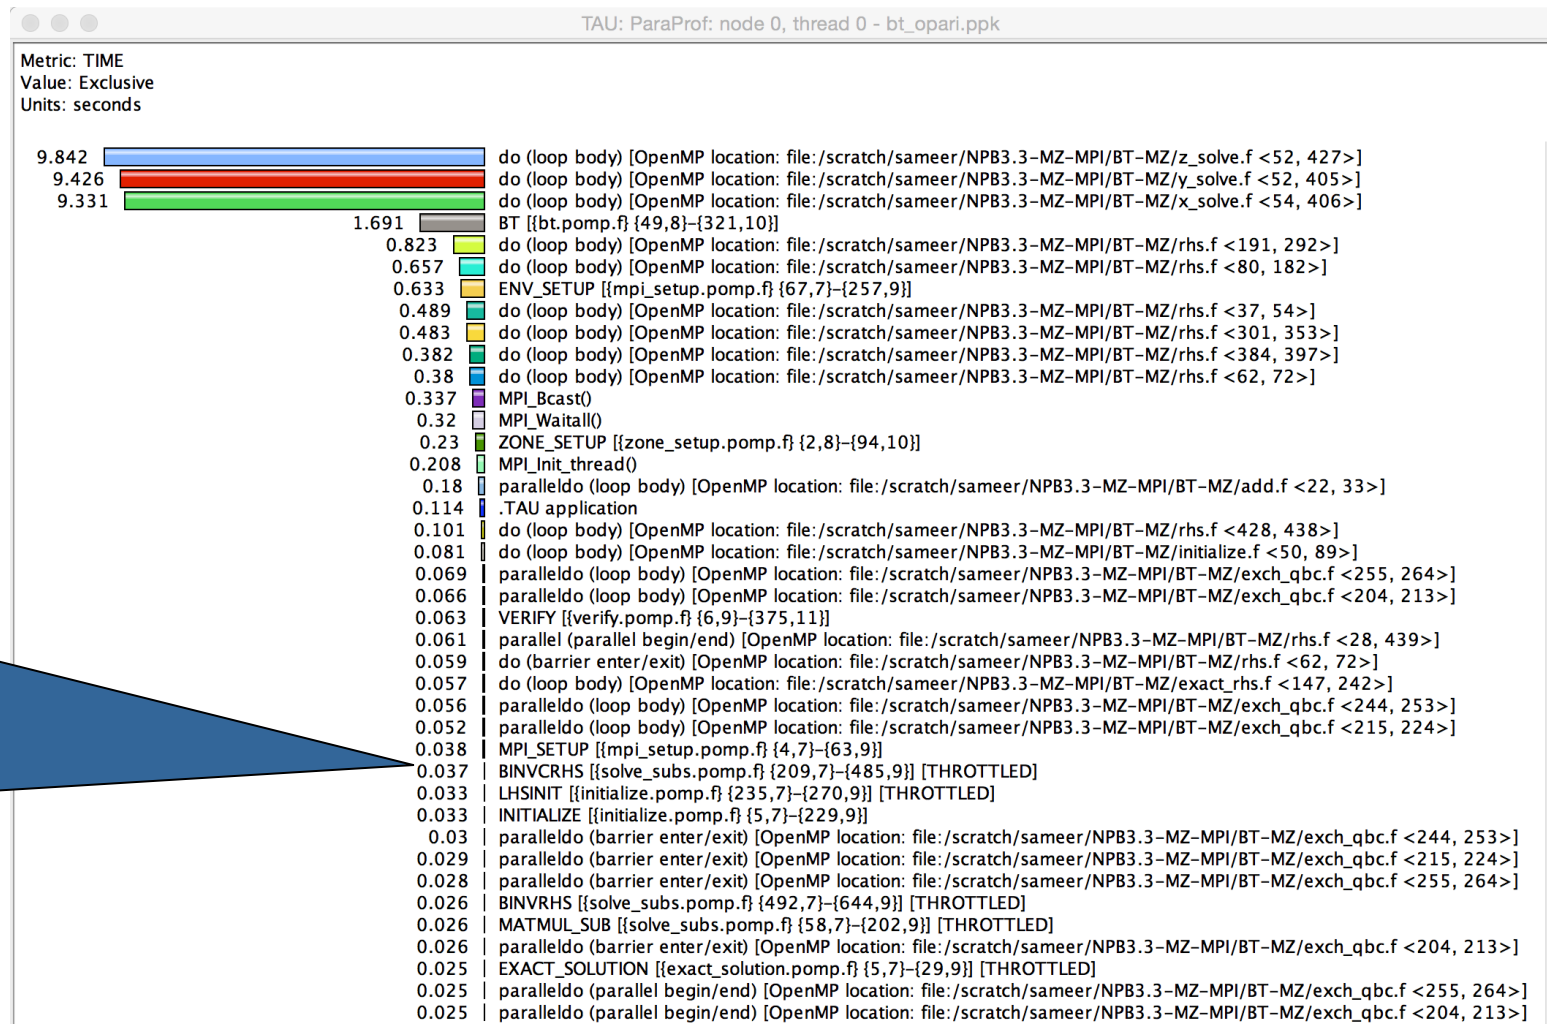 TAU: ParaProf: node 0, thread 0 - bt_opari.ppk
Metric: TIME
Value: Exclusive
Units: seconds
9.842 do (loop body) [OpenMP location: file:/scratch/sameer/NPB3.3-MZ-MPI/BT-MZ/z_solve.f <52, 427>]
9.426 do (loop body) [OpenMP location: file:/scratch/sameer/NPB3.3-MZ-MPI/BT-MZ/y_solve.f <52, 405>]
9.331 do (loop body) [OpenMP location: file:/scratch/sameer/NPB3.3-MZ-MPI/BT-MZ/x_solve.f <54, 406>]
1.691 BT [{bt.pomp.f} {49,8}-{321,10}]
0.823 do (loop body) [OpenMP location: file:/scratch/sameer/NPB3.3-MZ-MPI/BT-MZ/rhs.f <191, 292>]
0.657 do (loop body) [OpenMP location: file:/scratch/sameer/NPB3.3-MZ-MPI/BT-MZ/rhs.f <80, 182>]
0.633 ENV_SETUP [{mpi_setup.pomp.f} {67,7}-{257,9}]
0.489 do (loop body) [OpenMP location: file:/scratch/sameer/NPB3.3-MZ-MPI/BT-MZ/rhs.f <37, 54>]
0.483 do (loop body) [OpenMP location: file:/scratch/sameer/NPB3.3-MZ-MPI/BT-MZ/rhs.f <301, 353>]
0.382 do (loop body) [OpenMP location: file:/scratch/sameer/NPB3.3-MZ-MPI/BT-MZ/rhs.f <384, 397>]
0.38 do (loop body) [OpenMP location: file:/scratch/sameer/NPB3.3-MZ-MPI/BT-MZ/rhs.f <62, 72>]
0.337 MPI_Bcast()
0.32 MPI_Waitall()
0.23 ZONE_SETUP [{zone_setup.pomp.f} {2,8}-{94,10}]
0.208 MPI_Init_thread()
0.18 paralleldo (loop body) [OpenMP location: file:/scratch/sameer/NPB3.3-MZ-MPI/BT-MZ/add.f <22, 33>]
0.114 .TAU application
0.101 do (loop body) [OpenMP location: file:/scratch/sameer/NPB3.3-MZ-MPI/BT-MZ/rhs.f <428, 438>]
0.081 do (loop body) [OpenMP location: file:/scratch/sameer/NPB3.3-MZ-MPI/BT-MZ/initialize.f <50, 89>]
0.069 paralleldo (loop body) [OpenMP location: file:/scratch/sameer/NPB3.3-MZ-MPI/BT-MZ/exch_qbc.f <255, 264>]
0.066 paralleldo (loop body) [OpenMP location: file:/scratch/sameer/NPB3.3-MZ-MPI/BT-MZ/exch_qbc.f <204, 213>]
0.063 VERIFY [{verify.pomp.f} {6,9}-{375,11}]
0.061 parallel (parallel begin/end) [OpenMP location: file:/scratch/sameer/NPB3.3-MZ-MPI/BT-MZ/rhs.f <28, 439>]
0.059 do (barrier enter/exit) [OpenMP location: file:/scratch/sameer/NPB3.3-MZ-MPI/BT-MZ/rhs.f <62, 72>]
0.057 do (loop body) [OpenMP location: file:/scratch/sameer/NPB3.3-MZ-MPI/BT-MZ/exact_rhs.f <147, 242>]
0.056 paralleldo (loop body) [OpenMP location: file:/scratch/sameer/NPB3.3-MZ-MPI/BT-MZ/exch_qbc.f <244, 253>]
0.052 paralleldo (loop body) [OpenMP location: file:/scratch/sameer/NPB3.3-MZ-MPI/BT-MZ/exch_qbc.f <215, 224>]
0.038 MPI_SETUP [{mpi_setup.pomp.f} {4,7}-{63,9}]
0.037 BINVCRHS [{solve_subs.pomp.f} {209,7}-{485,9}] [THROTTLED]
0.033 LHSINIT [{initialize.pomp.f} {235,7}-{270,9}] [THROTTLED]
0.033 INITIALIZE [{initialize.pomp.f} {5,7}-{229,9}]
0.03 paralleldo (barrier enter/exit) [OpenMP location: file:/scratch/sameer/NPB3.3-MZ-MPI/BT-MZ/exch_qbc.f <244, 253>]
0.029 paralleldo (barrier enter/exit) [OpenMP location: file:/scratch/sameer/NPB3.3-MZ-MPI/BT-MZ/exch_qbc.f <215, 224>]
0.028 paralleldo (barrier enter/exit) [OpenMP location: file:/scratch/sameer/NPB3.3-MZ-MPI/BT-MZ/exch_qbc.f <255, 264>]
0.026 BINVRHS [{solve_subs.pomp.f} {492,7}-{644,9}] [THROTTLED]
0.026 MATMUL_SUB [{solve_subs.pomp.f} {58,7}-{202,9}] [THROTTLED]
0.026 paralleldo (barrier enter/exit) [OpenMP location: file:/scratch/sameer/NPB3.3-MZ-MPI/BT-MZ/exch_qbc.f <204, 213>]
0.025 EXACT_SOLUTION [{exact_solution.pomp.f} {5,7}-{29,9}] [THROTTLED]
0.025 paralleldo (parallel begin/end) [OpenMP location: file:/scratch/sameer/NPB3.3-MZ-MPI/BT-MZ/exch_qbc.f <255, 264>]
0.025 paralleldo (parallel begin/end) [OpenMP location: file:/scratch/sameer/NPB3.3-MZ-MPI/BT-MZ/exch_qbc.f <204, 213>]